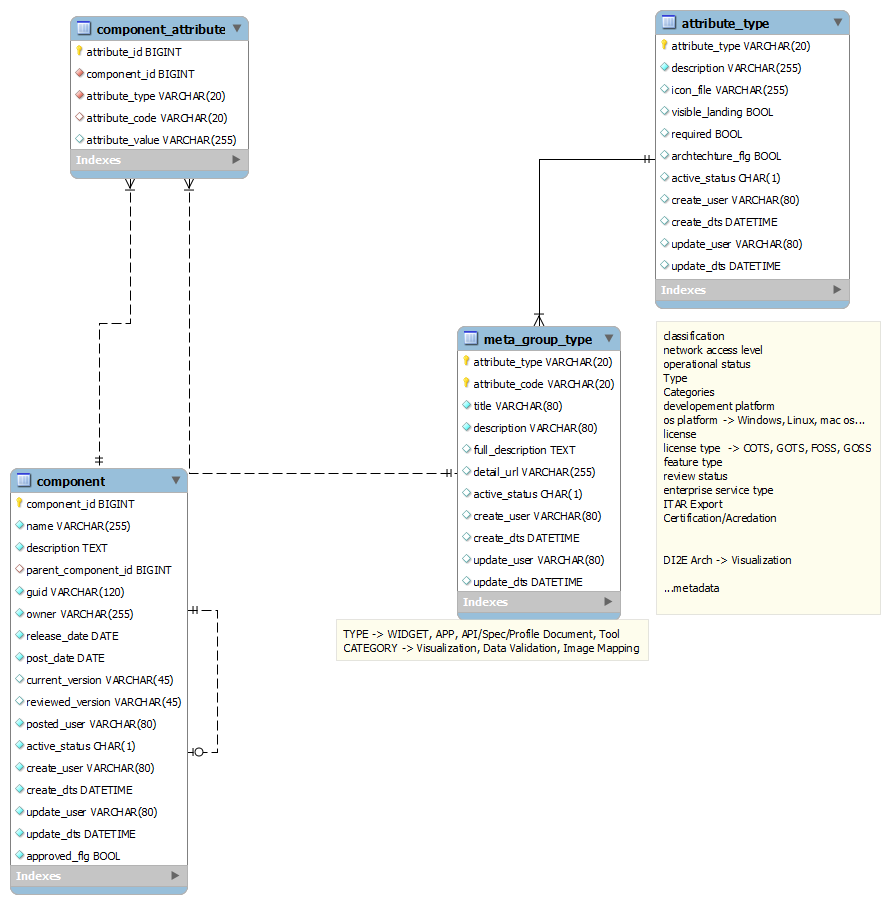 component_attribute
attribute_id BIGINT
component_id BIGINT
attribute_type VARCHAR(20)
attribute_code VARCHAR(20)
attribute_value VARCHAR(255)
Indexes
attribute_type
attribute_type VARCHAR(20)
description VARCHAR(255)
icon_file VARCHAR(255)
visible_landing BOOL
required BOOL
archtechture_flg BOOL
active_status CHAR(1)
create_user VARCHAR(80)
create_dts DATETIME
update_user VARCHAR(80)
update_dts DATETIME
Indexes
meta_group_type
attribute_type VARCHAR(20)
attribute_code VARCHAR(20)
title VARCHAR(80)
description VARCHAR(80)
full_description TEXT
detail_url VARCHAR(255)
active_status CHAR(1)
create_user VARCHAR(80)
create_dts DATETIME
update_user VARCHAR(80)
update_dts DATETIME
Indexes
classification
network access level
operational status
Type
Categories
developement platform
os platform -> Windows, Linux, mac os...
license
license type -> COTS, GOTS, FOSS, GOSS
feature type
review status
enterprise service type
ITAR Export
Certification/Acredation
DI2E Arch -> Visualization
...metadata
component
component_id BIGINT
name VARCHAR(255)
description TEXT
parent_component_id BIGINT
guid VARCHAR(120)
owner VARCHAR(255)
release_date DATE
post_date DATE
current_version VARCHAR(45)
reviewed_version VARCHAR(45)
posted_user VARCHAR(80)
active_status CHAR(1)
create_user VARCHAR(80)
create_dts DATETIME
update_user VARCHAR(80)
update_dts DATETIME
approved_flg BOOL
Indexes
TYPE -> WIDGET, APP, API/Spec/Profile Document, Tool
CATEGORY -> Visualization, Data Validation, Image Mapping